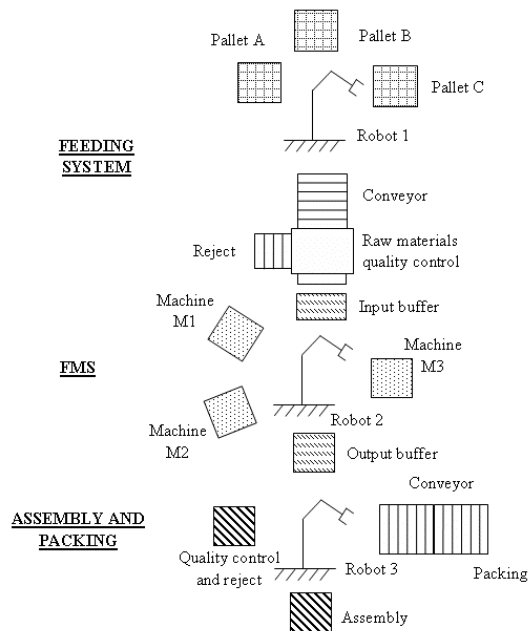 Pallet A
Pallet B
Pallet C
Robot 1
FEEDING
SYSTEM
Conveyor
Reject
Raw materials
quality control
Machine
M1
Input buffer
Machine
M3
FMS
Machine
M2
Robot 2
Output buffer
Conveyor
ASSEMBLY AND
PACKING
Quality control
and reject
Robot 3
Packing
Assembly